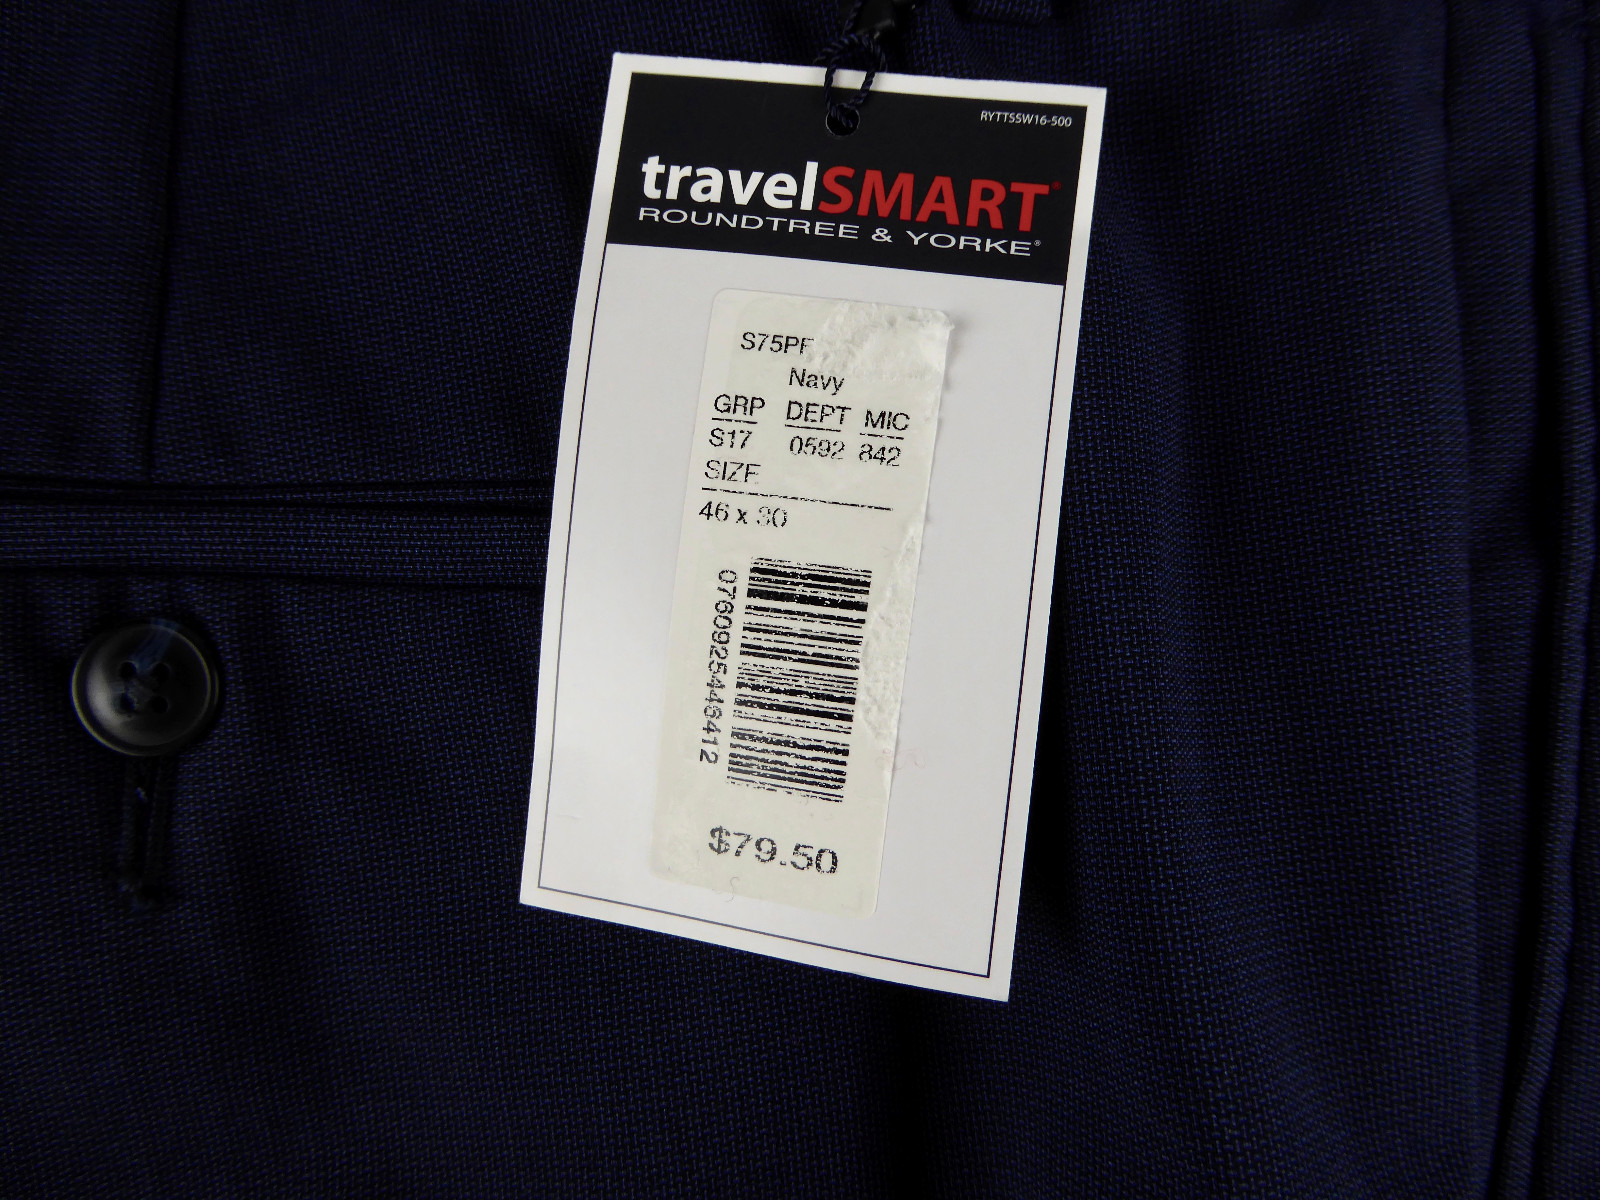 RYTTSSW16-500
travelSMART®
ROUNDTREE & YORKE®
S75PF
Navy
GRP DEPT MIC
S17 0592 842
SIZE
46 x 30
0760925446412
$79.50